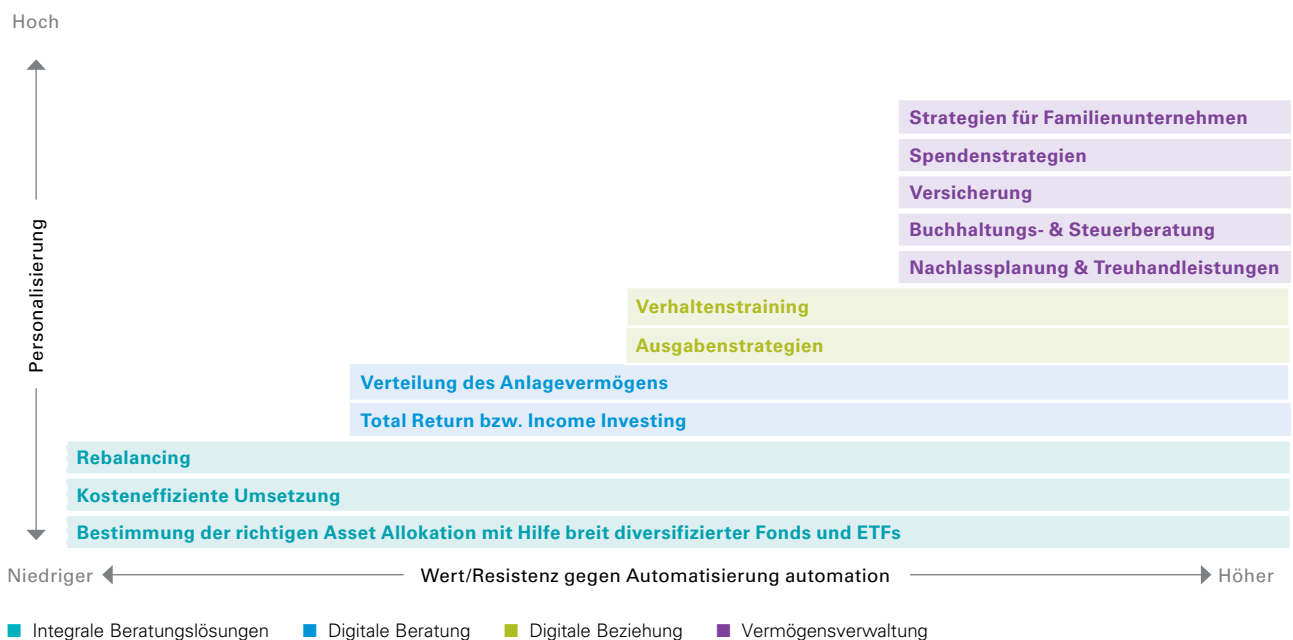 Hoch
Personalisierung
Strategien für Familienunternehmen
Spendenstrategien
Versicherung
Buchhaltungs- & Steuerberatung
Nachlassplanung & Treuhandleistungen
Verhaltenstraining
Ausgabenstrategien
Verteilung des Anlagevermögens
Total Return bzw. Income Investing
Rebalancing
Kosteneffiziente Umsetzung
Bestimmung der richtigen Asset Allokation mit Hilfe breit diversifizierter Fonds und ETFs
Niedriger Wert/Resistenz gegen Automatisierung automation Höher
Integrale Beratungslösungen Digitale Beratung Digitale Beziehung Vermögensverwaltung